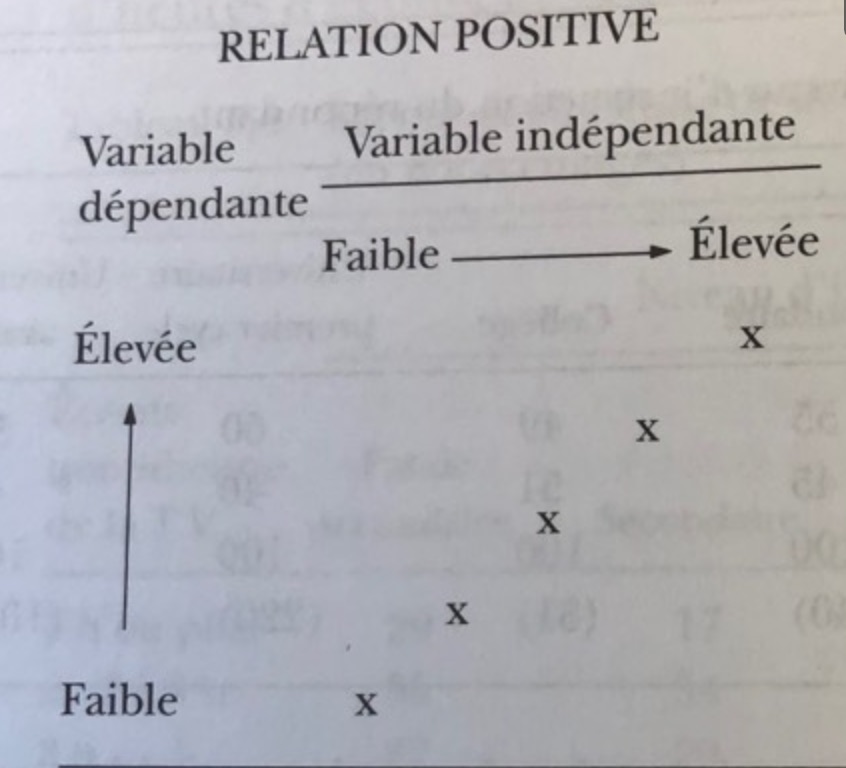 RELATION POSITIVE
Variable
dépendante
Variable indépendante
Faible Élevée
Élevée
x
x
x
x
Faible x